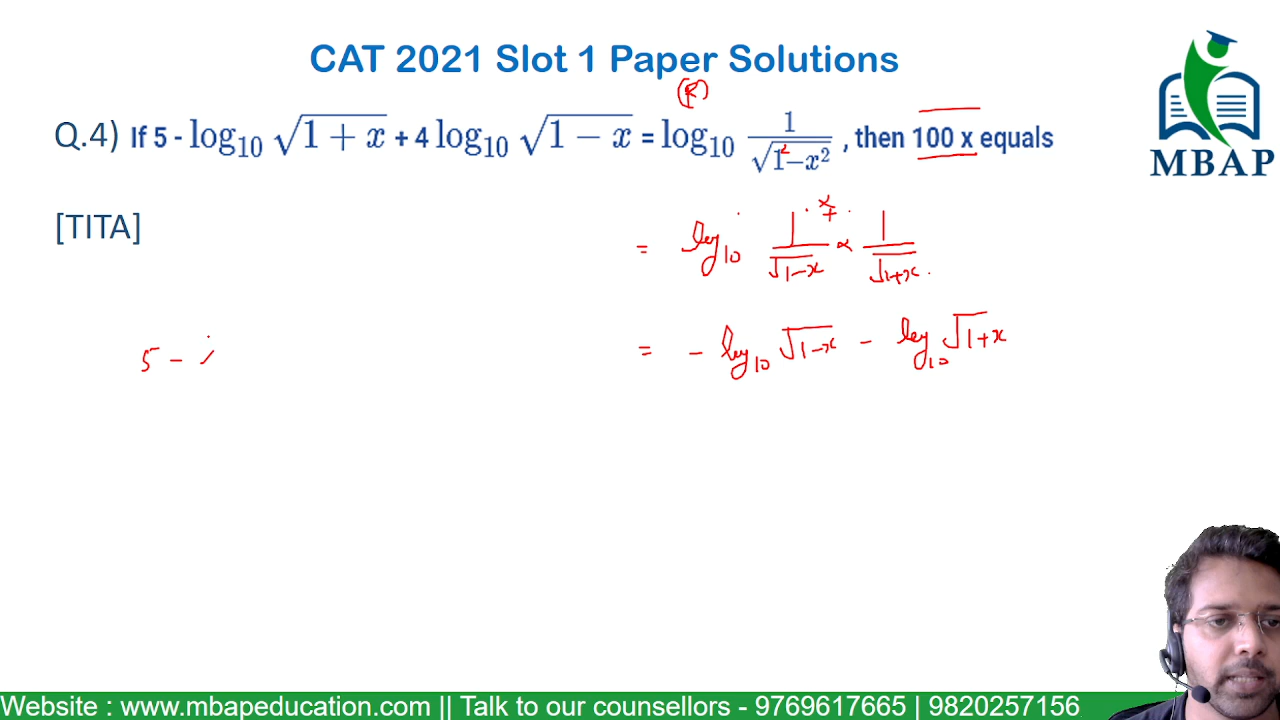 CAT 2021 Slot 1 Paper Solutions
MBAP
Q.4) If 5 - log₁₀ √(1 + x) + 4 log₁₀ √(1 − x) = log₁₀ 1/√(1−x²) , then 100 x equals
[TITA]
= log₁₀ 1/√(1−x) × 1/√(1+x)
= − log₁₀ √(1−x) − log₁₀ √(1+x)
5 −
Website : www.mbapeducation.com || Talk to our counsellors - 9769617665 | 9820257156